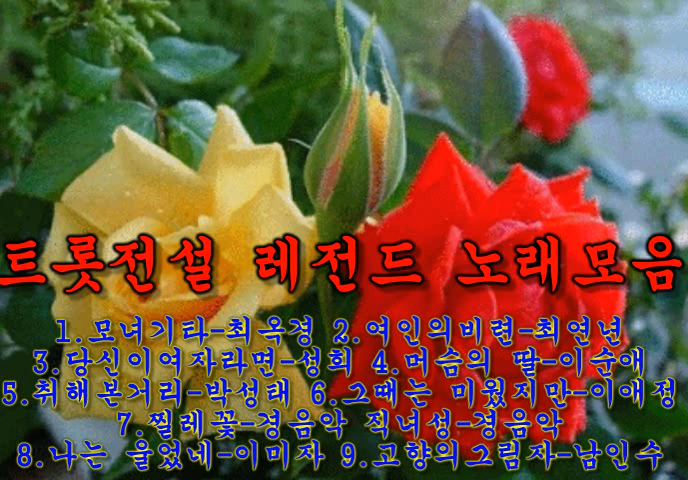 트롯전설 레전드 노래모음
1.모녀기타-최옥경 2.여인의비련-최연년
3.당신이여자라면-성희 4.머슴의 딸-이순애
5.취해본거리-박성태 6.그때는 미웠지만-이애정
7.찔레꽃-경음악 직녀성-경음악
8.나는 울었네-이미자 9.고향의그림자-남인수